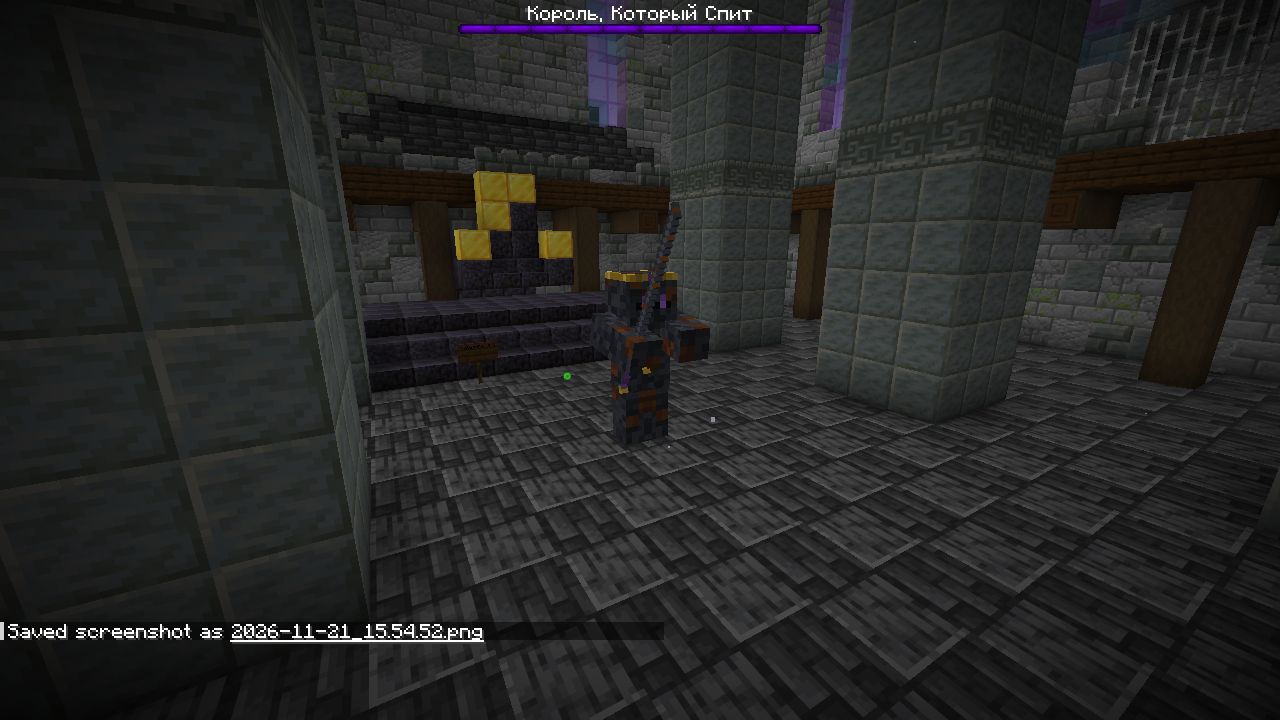 Король, Который Спит
Saved screenshot as 2026-11-21_15.54.52.png